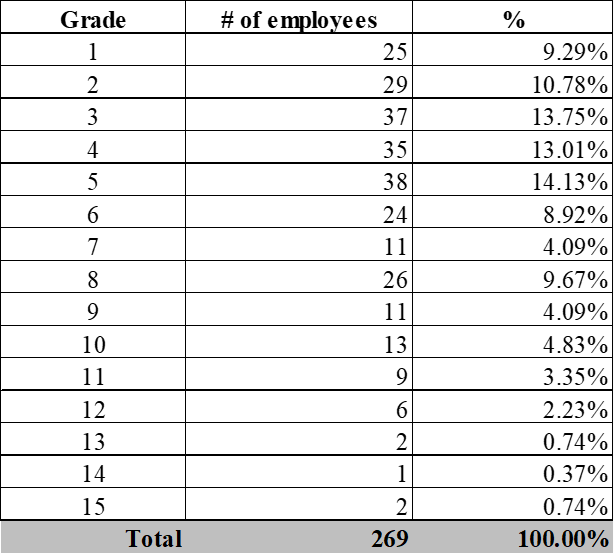 Grade # of employees %
1 25 9.29%
2 29 10.78%
3 37 13.75%
4 35 13.01%
5 38 14.13%
6 24 8.92%
7 11 4.09%
8 26 9.67%
9 11 4.09%
10 13 4.83%
11 9 3.35%
12 6 2.23%
13 2 0.74%
14 1 0.37%
15 2 0.74%
Total 269 100.00%